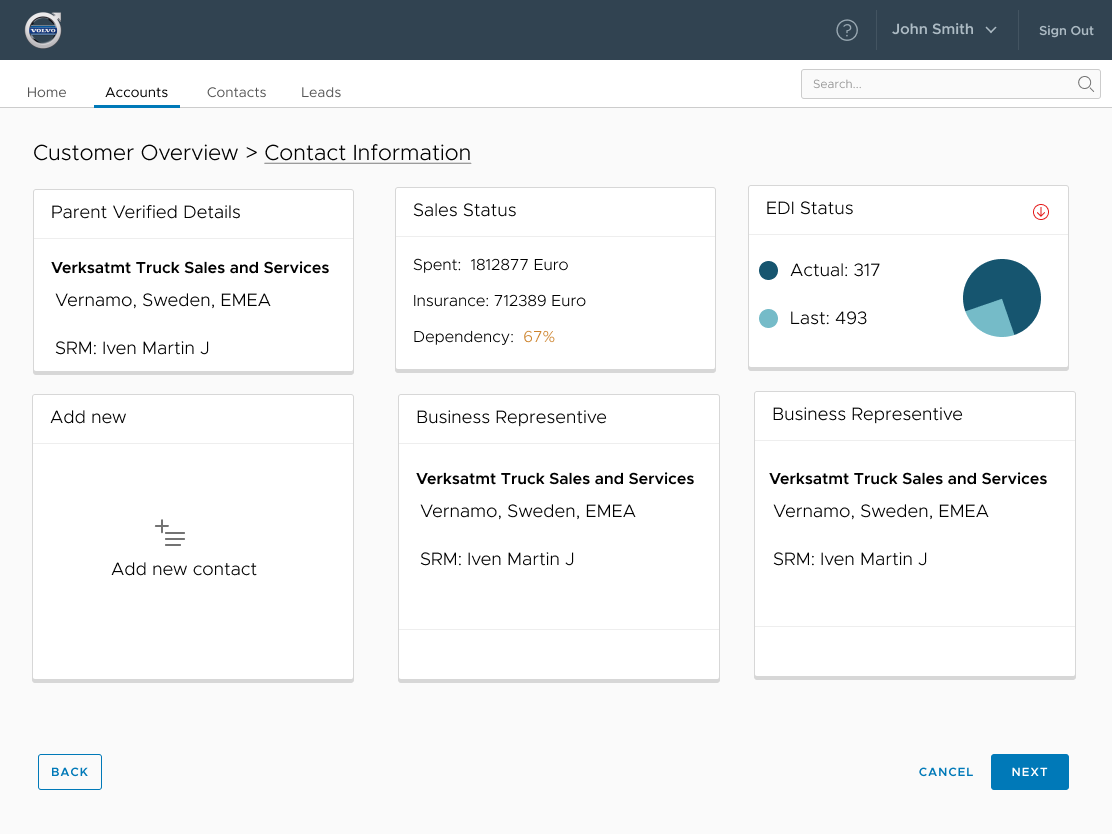 VOLVO
?
John Smith
Sign Out
Home
Accounts
Contacts
Leads
Search...
Customer Overview > Contact Information
Parent Verified Details
Verksatmt Truck Sales and Services
Vernamo, Sweden, EMEA
SRM: Iven Martin J
Sales Status
Spent: 1812877 Euro
Insurance: 712389 Euro
Dependency: 67%
EDI Status
Actual: 317
Last: 493
Add new
Add new contact
Business Representive
Verksatmt Truck Sales and Services
Vernamo, Sweden, EMEA
SRM: Iven Martin J
Business Representive
Verksatmt Truck Sales and Services
Vernamo, Sweden, EMEA
SRM: Iven Martin J
BACK
CANCEL
NEXT